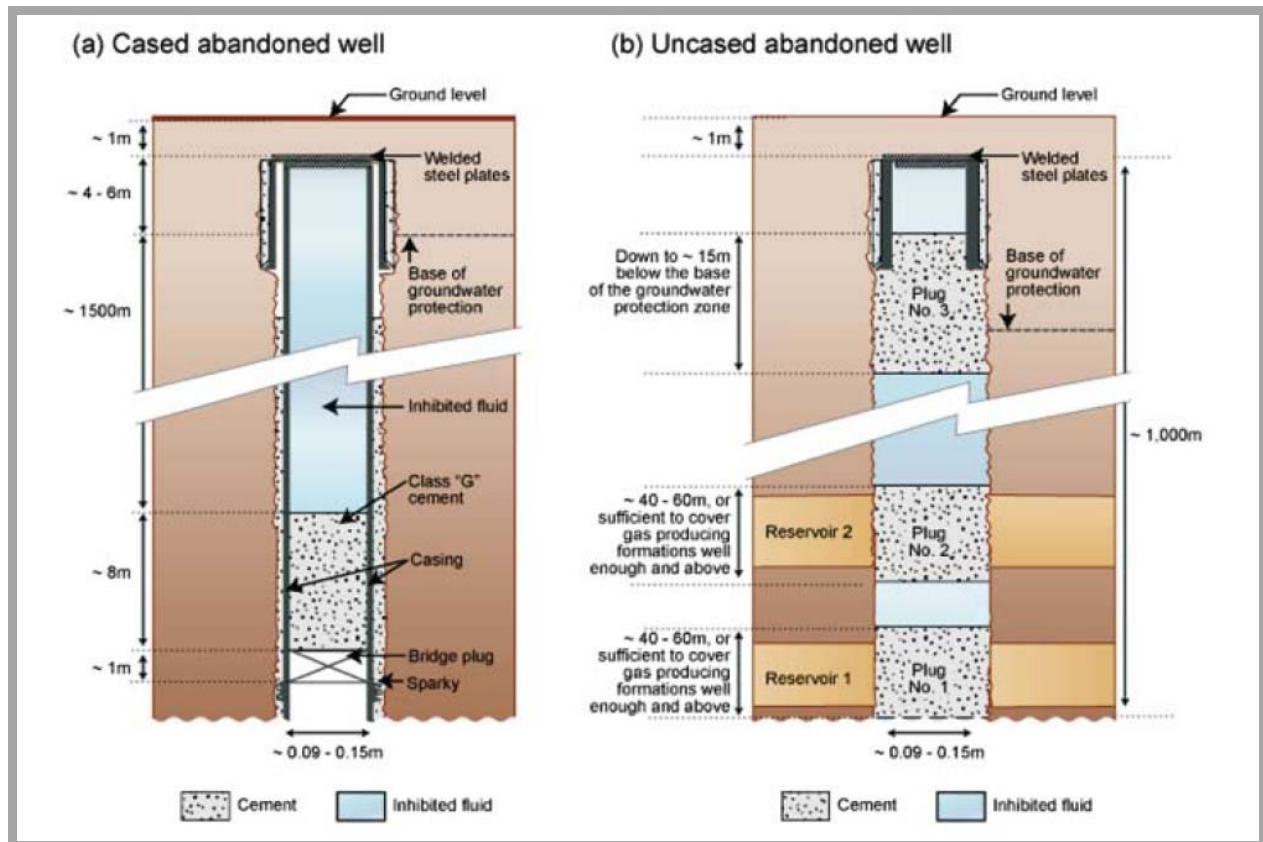 (a) Cased abandoned well
Ground level
~ 1m
Welded
steel plates
~ 4 - 6m
Base of
groundwater
protection
~ 1500m
Inhibited fluid
Class "G"
cement
Casing
~ 8m
Bridge plug
~ 1m
Sparky
~ 0.09 - 0.15m
Cement
Inhibited fluid
(b) Uncased abandoned well
Ground level
~ 1m
Welded
steel plates
Down to ~ 15m
below the base
of the groundwater
protection zone
Base of
groundwater
protection
Plug
No. 3
~ 1,000m
~ 40 - 60m, or
sufficient to cover
gas producing
formations well
enough and above
Reservoir 2
Plug
No. 2
~ 40 - 60m, or
sufficient to cover
gas producing
formations well
enough and above
Reservoir 1
Plug
No. 1
~ 0.09 - 0.15m
Cement
Inhibited fluid